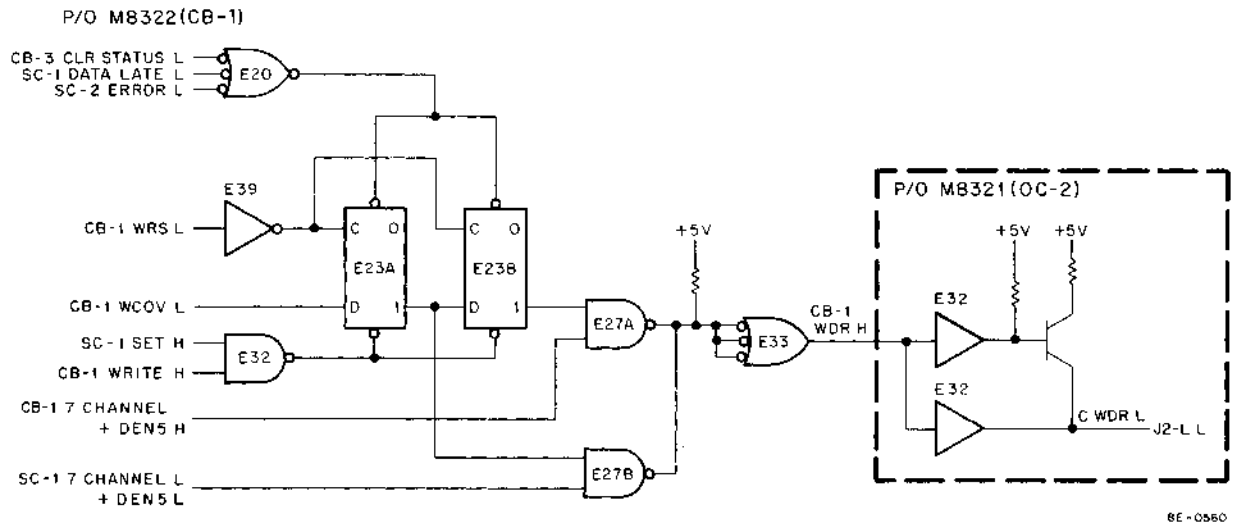 P/O M8322(CB-1)
CB-3 CLR STATUS L
SC-1 DATA LATE L
SC-2 ERROR L
E20
E39
CB-1 WRS L
C O
E23A
D 1
C O
E23B
D 1
CB-1 WCOV L
SC-1 SET H
CB-1 WRITE H
E32
CB-1 7 CHANNEL
+ DEN5 H
SC-1 7 CHANNEL L
+ DEN5 L
E27A
E27B
+5V
E33
CB-1
WDR H
P/O M8321(OC-2)
+5V
+5V
E32
E32
C WDR L
J2-L L
8E-0560